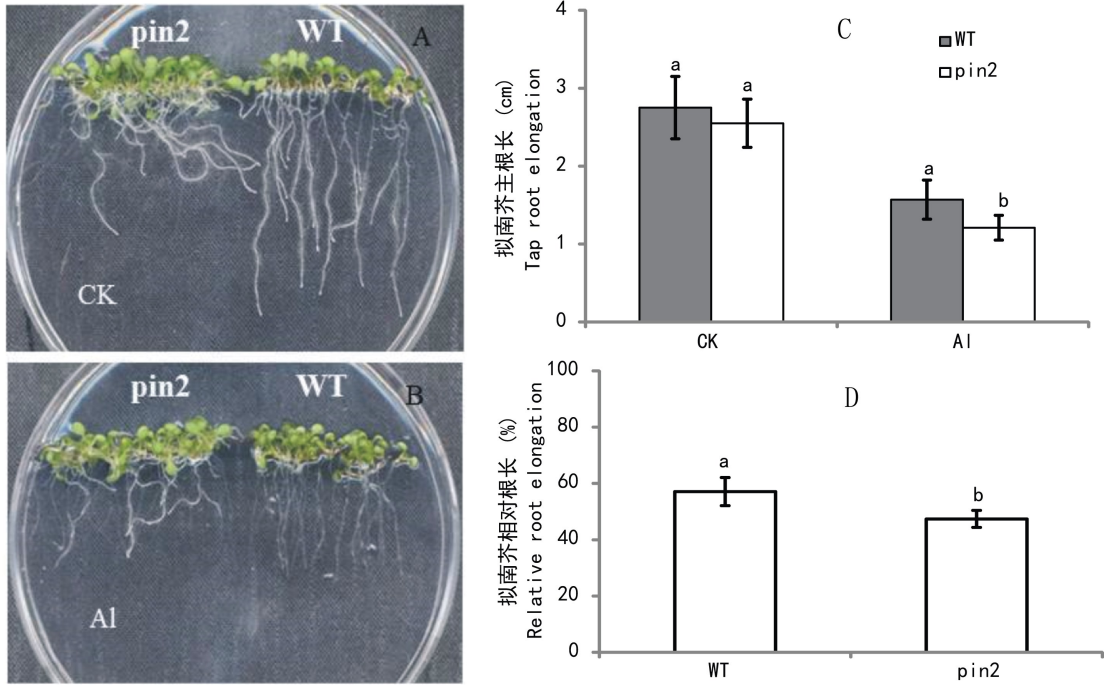 pin2 WT A
CK
pin2 WT B
Al
C
WT
pin2
拟南芥主根长 (cm)
Tap root elongation
4
3
2
1
0
a
a
a
b
CK Al
D
拟南芥相对根长 (%)
Relative root elongation
100
80
60
40
20
0
a
b
WT pin2